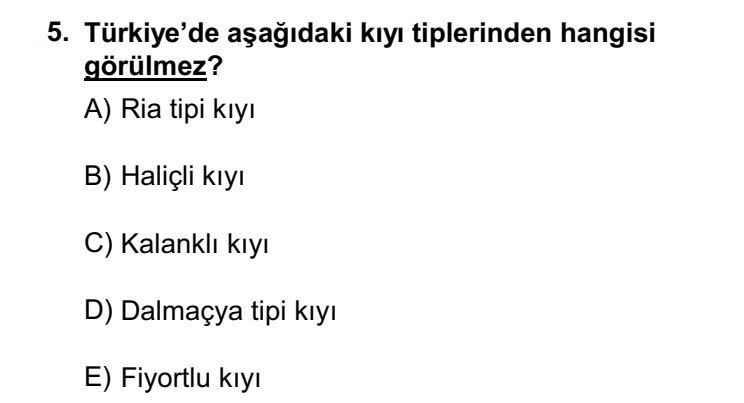 5. Türkiye’de aşağıdaki kıyı tiplerinden hangisi
görülmez?
A) Ria tipi kıyı
B) Haliçli kıyı
C) Kalanklı kıyı
D) Dalmaçya tipi kıyı
E) Fiyortlu kıyı